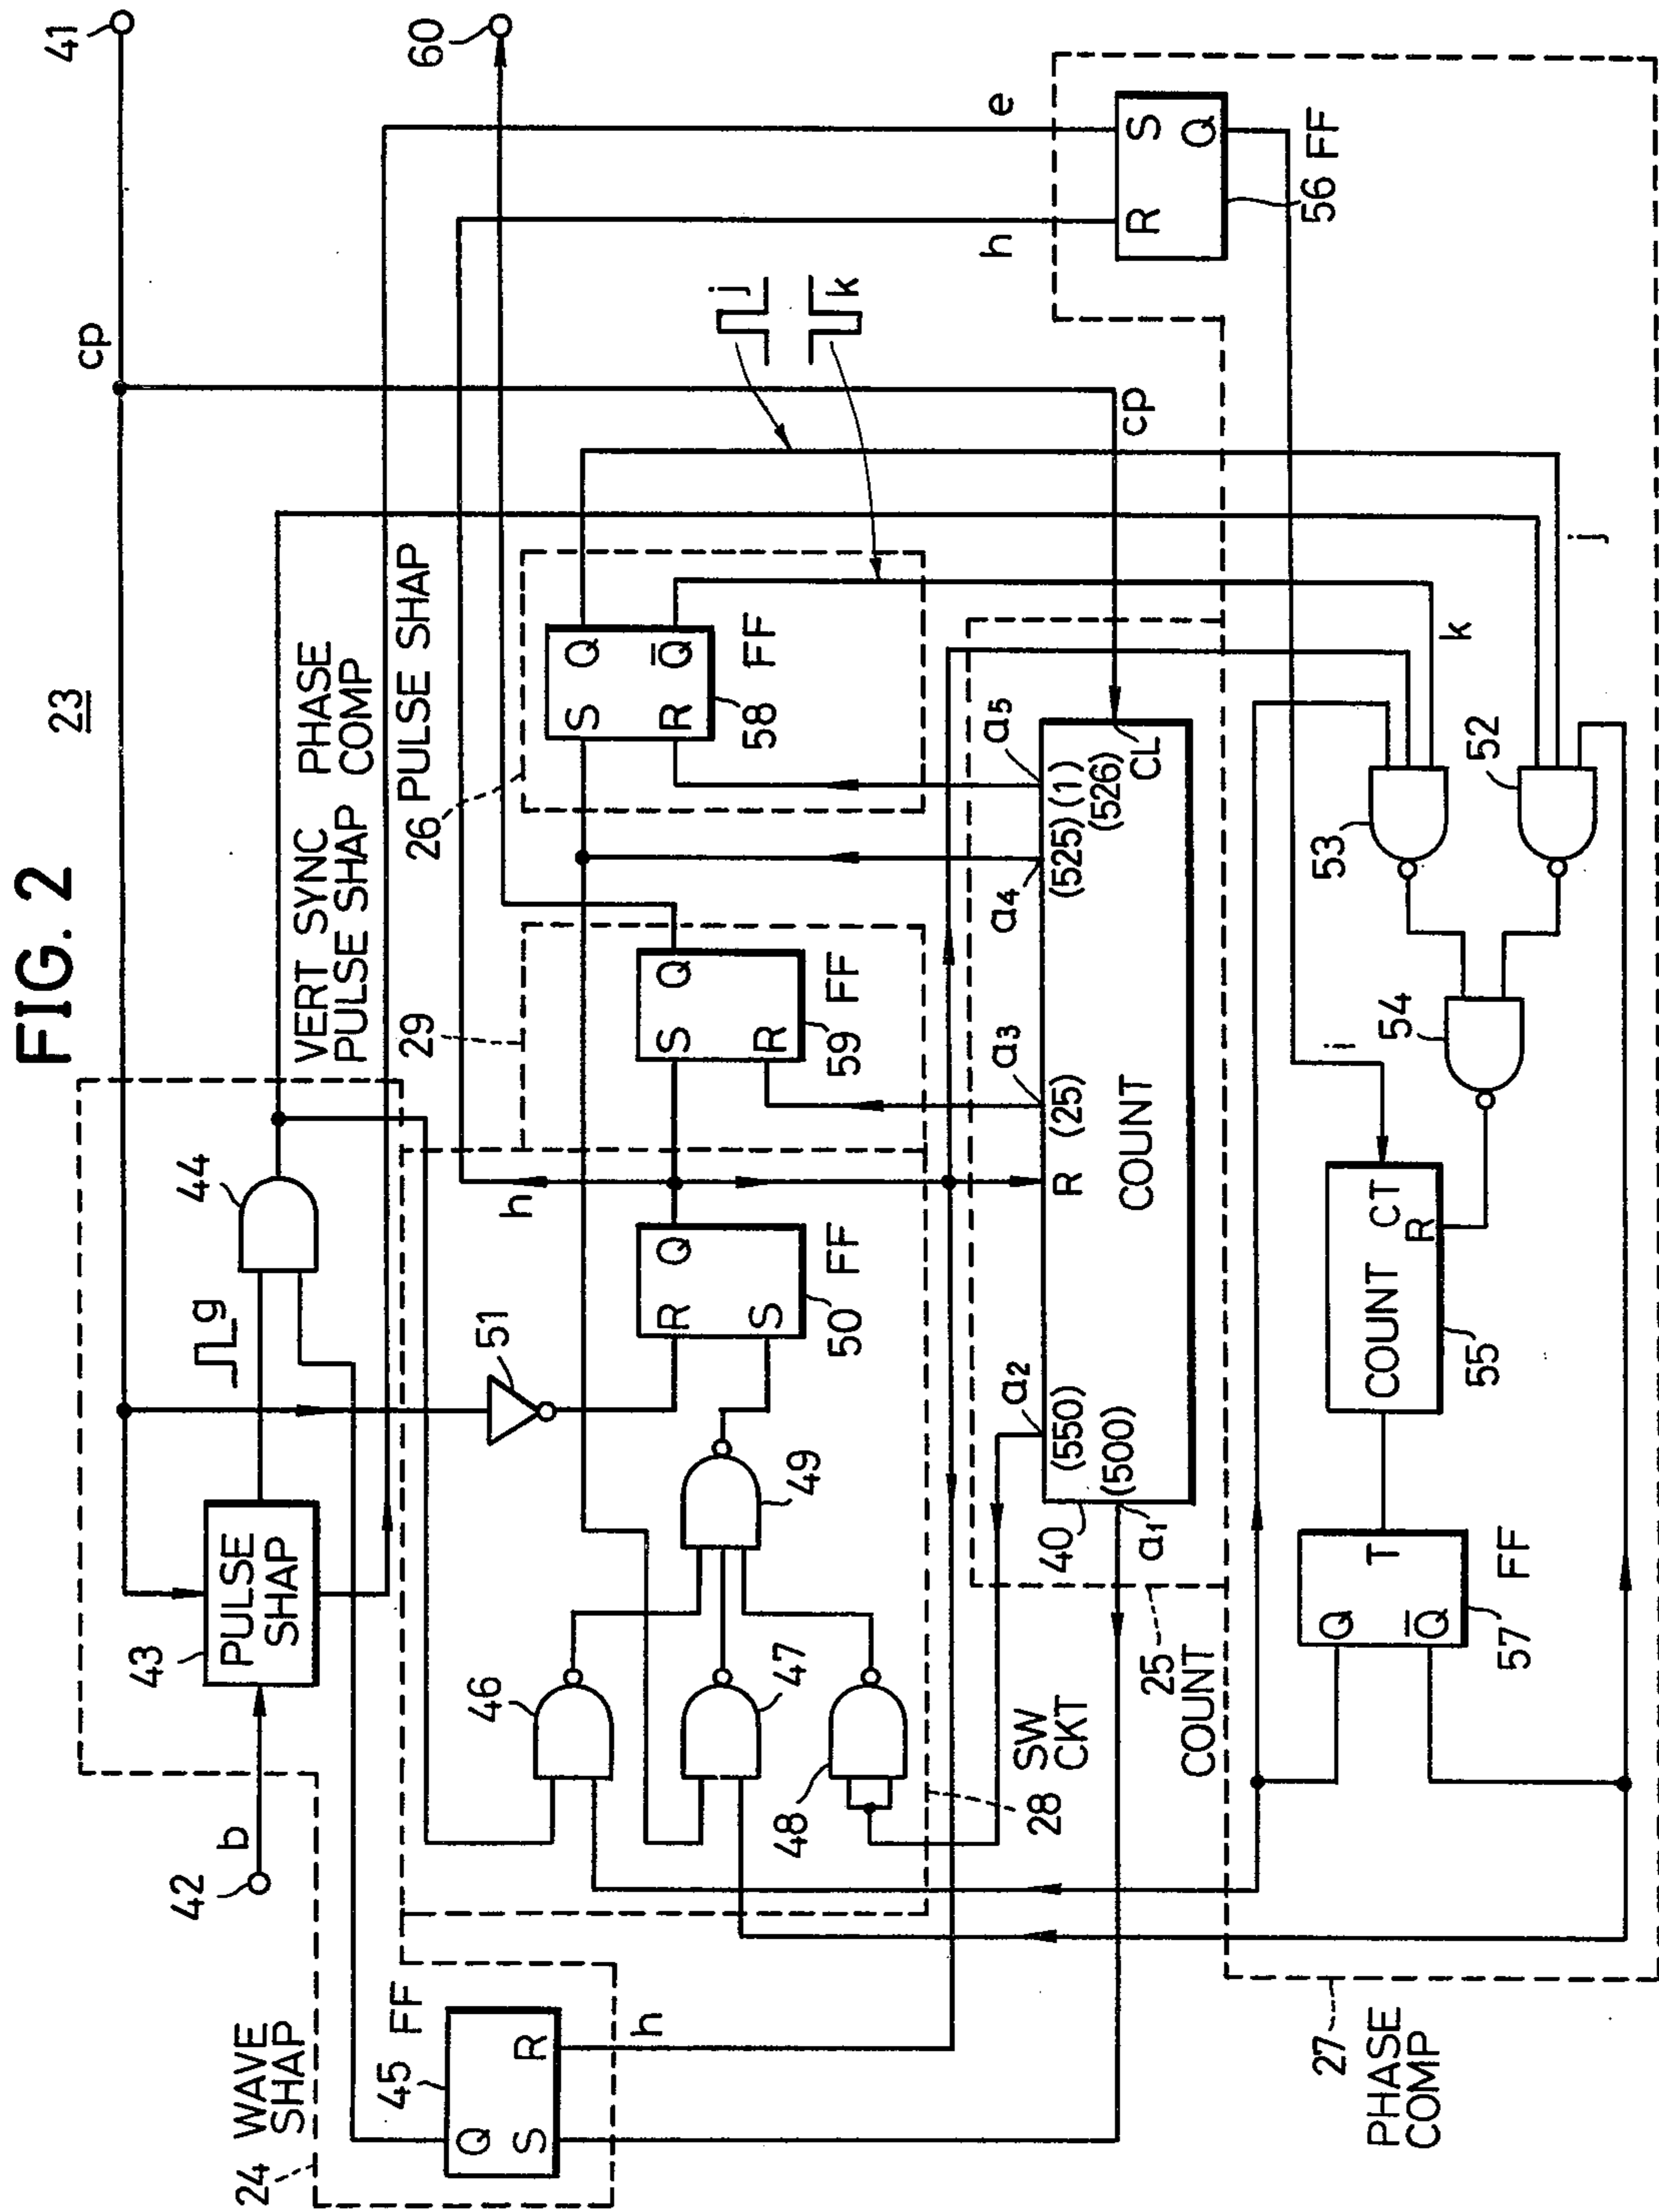 FIG. 2
23
24 WAVE
SHAP
42
b
43
PULSE
SHAP
g
44
VERT SYNC PHASE
PULSE SHAP COMP
cp
41
45
FF
Q
S
R
h
46
47
48
49
51
R
S
Q
50
FF
h
29
S
R
Q
59
FF
26 PULSE SHAP
S
R
Q
Q̅
58
FF
60
j
k
e
h
R
S
Q
56
FF
28
SW
CKT
25
COUNT
40
a1
(500)
a2
(550)
R
COUNT
a3
(25)
a4
(525)
a5
(1)
(526)
CL
cp
27
PHASE
COMP
Q
Q̅
T
57
FF
COUNT
CT
R
55
i
54
53
52
k
j